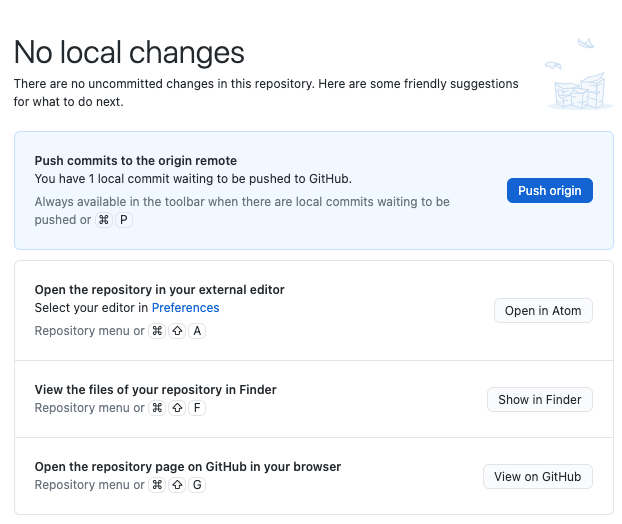 No local changes
There are no uncommitted changes in this repository. Here are some friendly suggestions
for what to do next.
Push commits to the origin remote
You have 1 local commit waiting to be pushed to GitHub.
Always available in the toolbar when there are local commits waiting to be
pushed or ⌘ P
Push origin
Open the repository in your external editor
Select your editor in Preferences
Repository menu or ⌘ ⇧ A
Open in Atom
View the files of your repository in Finder
Repository menu or ⌘ ⇧ F
Show in Finder
Open the repository page on GitHub in your browser
Repository menu or ⌘ ⇧ G
View on GitHub